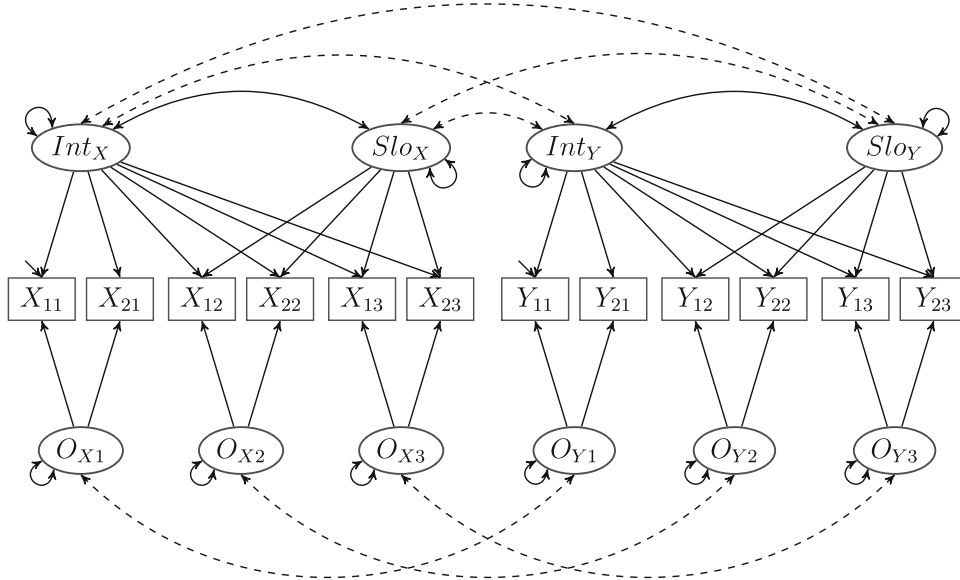 Int_X Slo_X Int_Y Slo_Y
X_11 X_21 X_12 X_22 X_13 X_23 Y_11 Y_21 Y_12 Y_22 Y_13 Y_23
O_X1 O_X2 O_X3 O_Y1 O_Y2 O_Y3